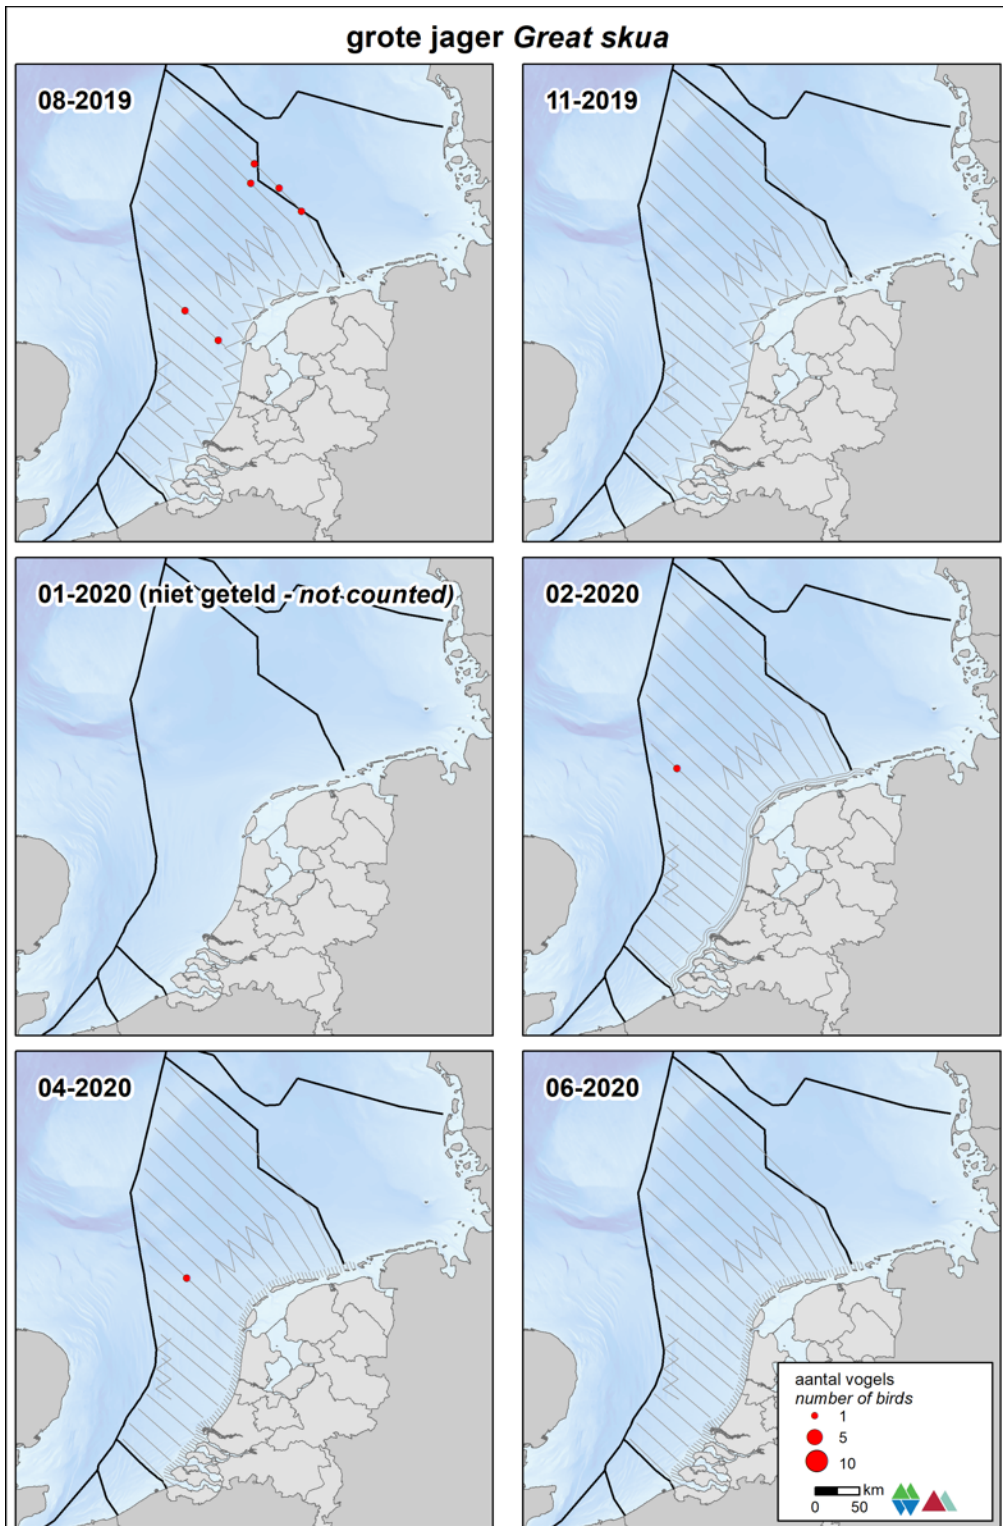 grote jager Great skua
08-2019
11-2019
01-2020 (niet geteld - not counted)
02-2020
04-2020
06-2020
aantal vogels
number of birds
1
5
10
km
0 50